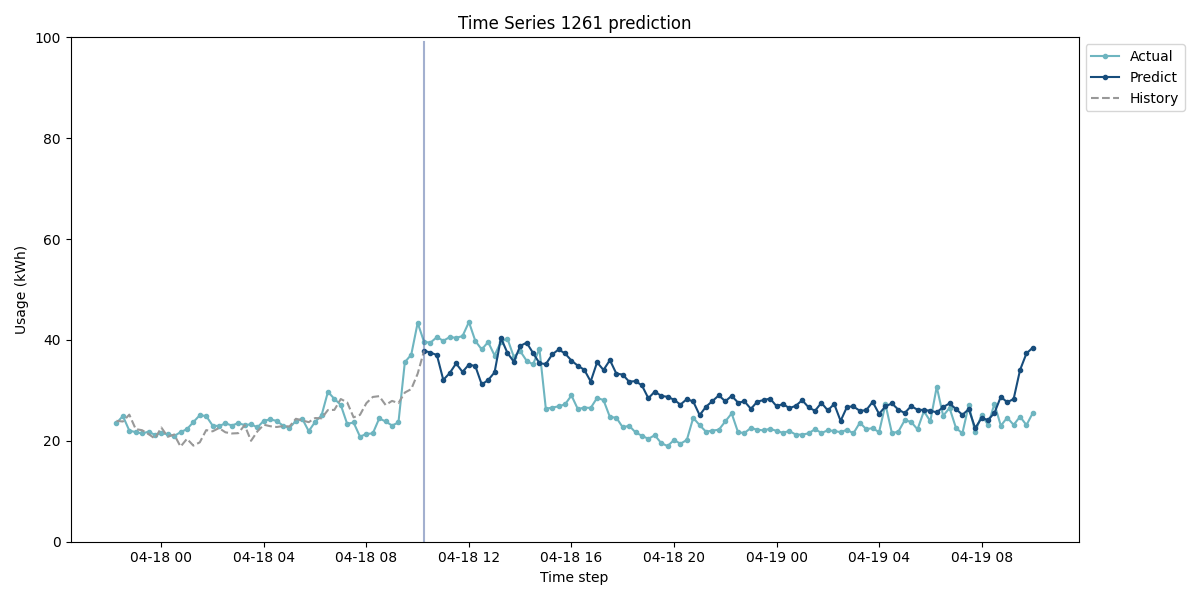 Time Series 1261 prediction
100
80
60
40
20
0
Usage (kWh)
04-18 00 04-18 04 04-18 08 04-18 12 04-18 16 04-18 20 04-19 00 04-19 04 04-19 08
Time step
Actual
Predict
History